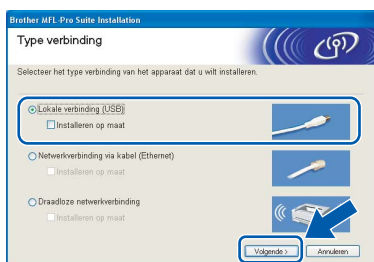 Brother MFL-Pro Suite Installation
Type verbinding
Selecteer het type verbinding van het apparaat dat u wilt installeren.
Lokale verbinding (USB)
Installeren op maat
Netwerkverbinding via kabel (Ethernet)
Installeren op maat
Draadloze netwerkverbinding
Installeren op maat
Volgende >
Annuleren